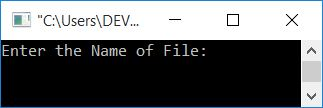 "C:\Users\DEV...
Enter the Name of File: